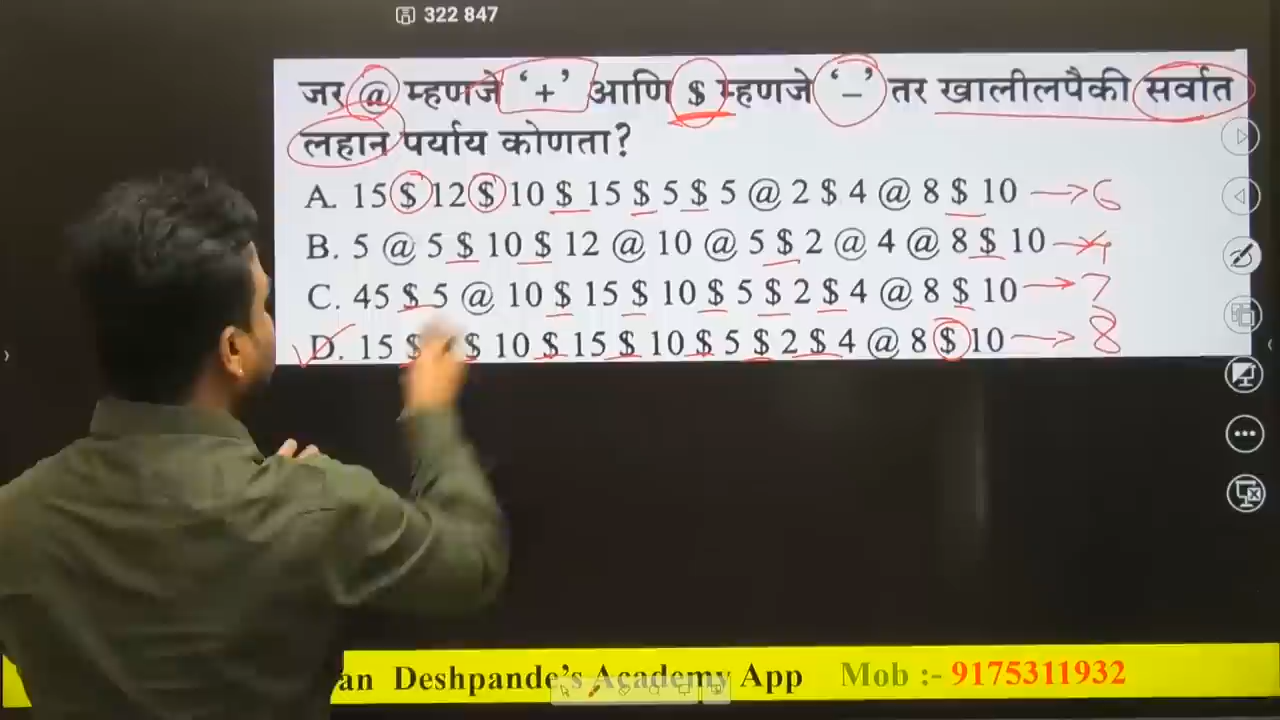 322 847
जर @ म्हणजे ‘+’ आणि $ म्हणजे ‘–’ तर खालीलपैकी सर्वात
लहान पर्याय कोणता?
A. 15 $ 12 $ 10 $ 15 $ 5 $ 5 @ 2 $ 4 @ 8 $ 10 → 6
B. 5 @ 5 $ 10 $ 12 @ 10 @ 5 $ 2 @ 4 @ 8 $ 10 → 4
C. 45 $ 5 @ 10 $ 15 $ 10 $ 5 $ 2 $ 4 @ 8 $ 10 → 7
D. 15 $ $ 10 $ 15 $ 10 $ 5 $ 2 $ 4 @ 8 $ 10 → 8
an Deshpande’s Academy App Mob :- 9175311932